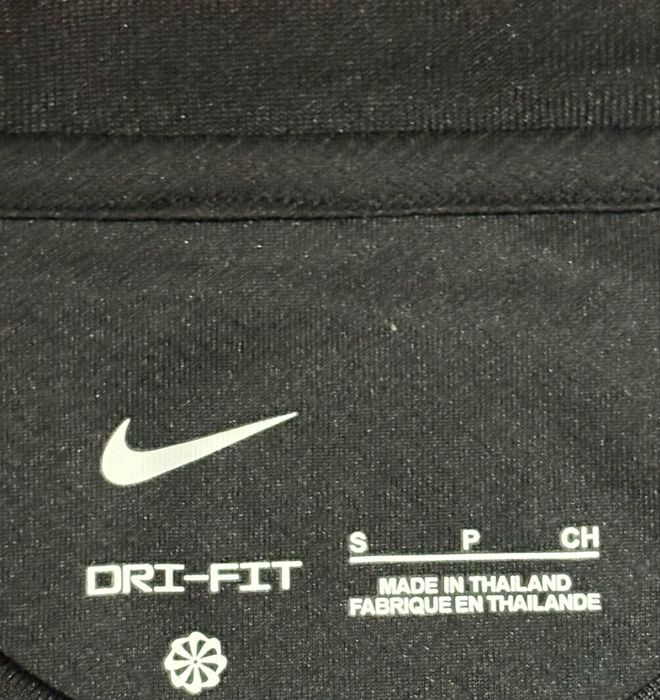 DRI-FIT
S P CH
MADE IN THAILAND
FABRIQUE EN THAILANDE